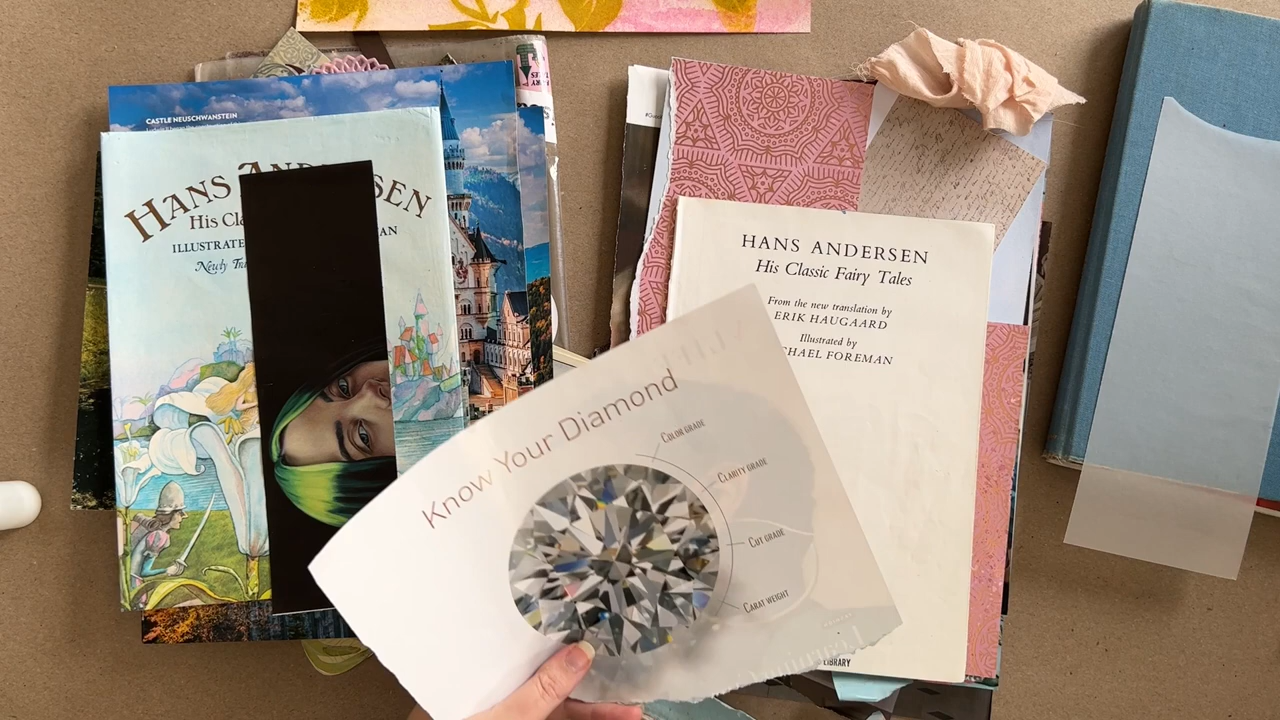 CASTLE NEUSCHWANSTEIN
HANS ANDERSEN
His Cla
ILLUSTRATE AN
Newly Tra
HANS ANDERSEN
His Classic Fairy Tales
From the new translation by
ERIK HAUGAARD
Illustrated by
CHAEL FOREMAN
LIBRARY
Know Your Diamond
COLOR GRADE
CLARITY GRADE
CUT GRADE
CARAT WEIGHT